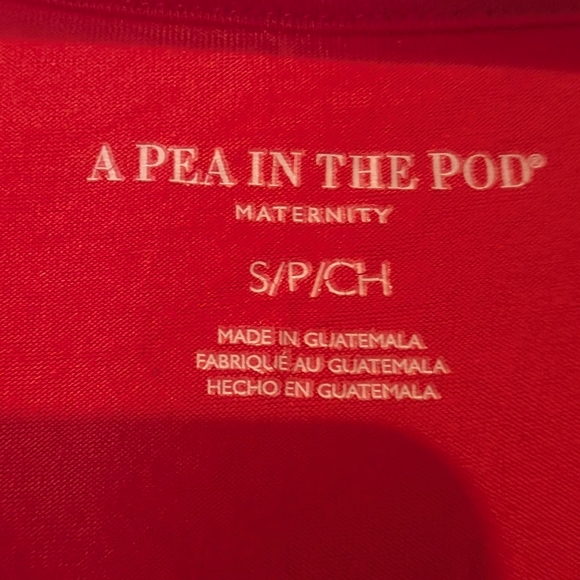 A PEA IN THE POD®
MATERNITY
S/P/CH
MADE IN GUATEMALA
FABRIQUÉ AU GUATEMALA
HECHO EN GUATEMALA